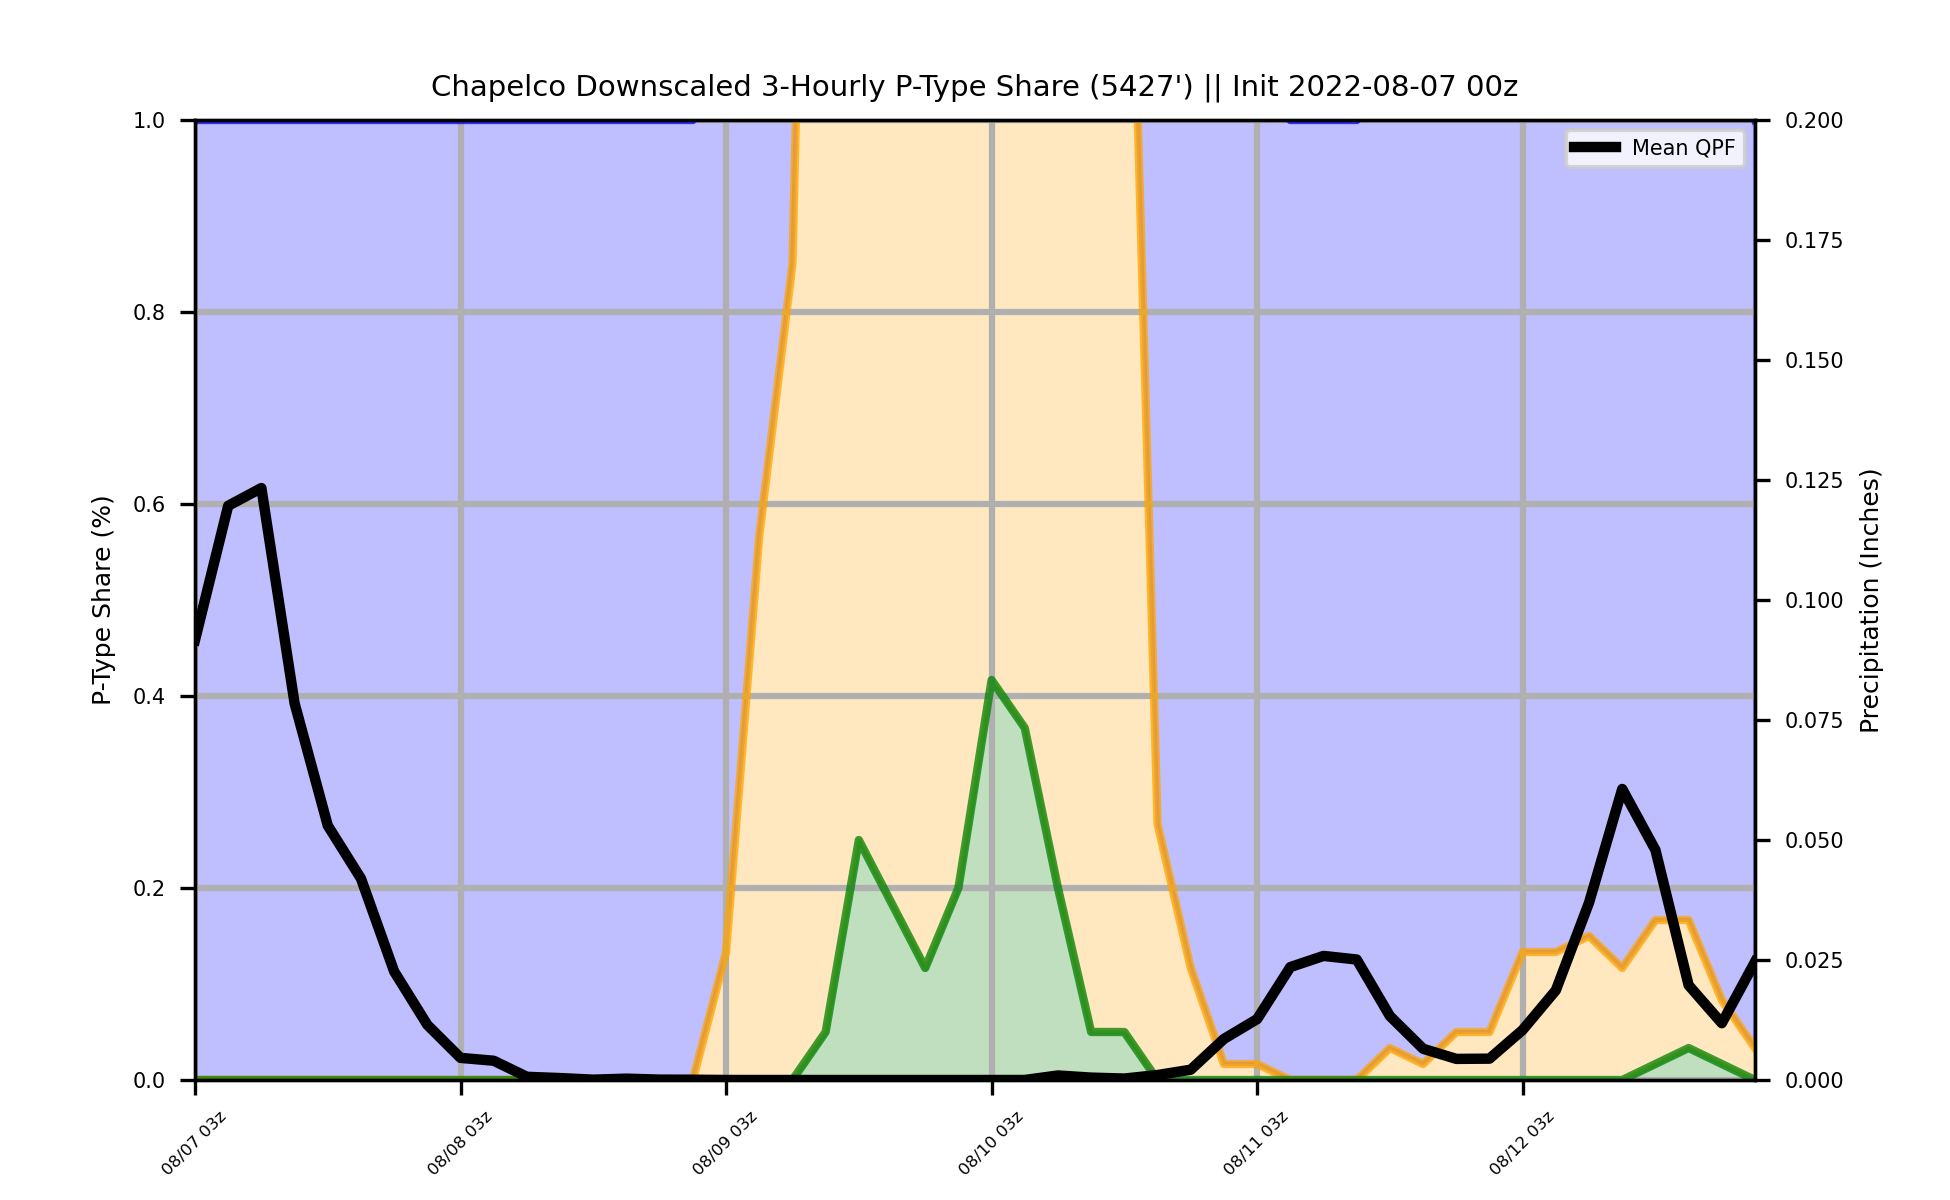 Chapelco Downscaled 3-Hourly P-Type Share (5427') || Init 2022-08-07 00z
Mean QPF
P-Type Share (%)
1.0
0.8
0.6
0.4
0.2
0.0
0.200
0.175
0.150
0.125
0.100
0.075
0.050
0.025
0.000
Precipitation (Inches)
08/07 03z
08/08 03z
08/09 03z
08/10 03z
08/11 03z
08/12 03z